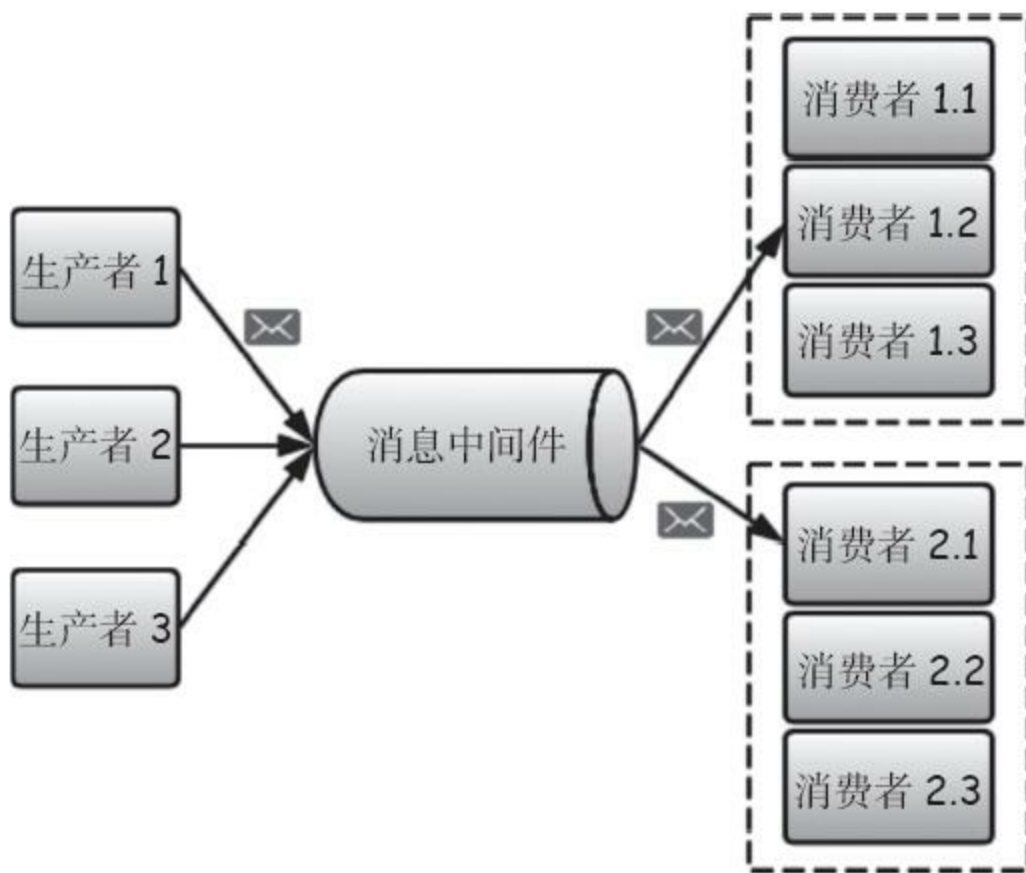 生产者 1
生产者 2
生产者 3
消息中间件
消费者 1.1
消费者 1.2
消费者 1.3
消费者 2.1
消费者 2.2
消费者 2.3